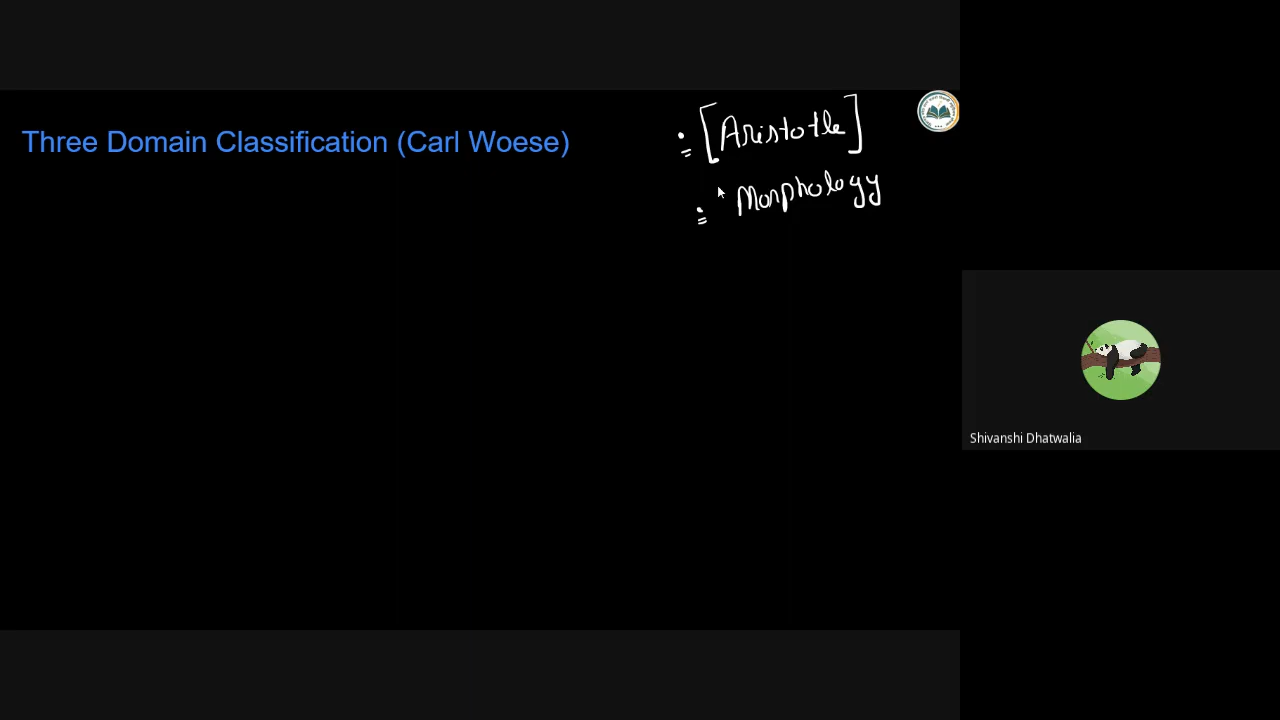 Three Domain Classification (Carl Woese)
[Aristotle]
Morphology
Shivanshi Dhatwalia